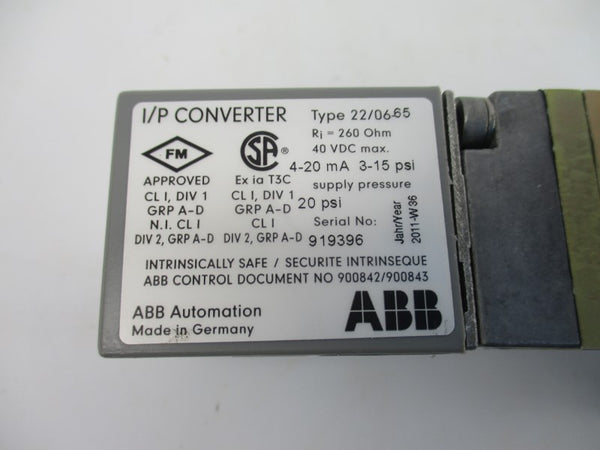 I/P CONVERTER Type 22/06-65
Ri = 260 Ohm
40 VDC max.
FM SA ®
4-20 mA 3-15 psi
APPROVED Ex ia T3C supply pressure
CL I, DIV 1 CL I, DIV 1
GRP A-D GRP A-D 20 psi
N.I. CL I CL I Serial No:
DIV 2, GRP A-D DIV 2, GRP A-D 919396
Jahr/Year
2011-W36
INTRINSICALLY SAFE / SECURITE INTRINSEQUE
ABB CONTROL DOCUMENT NO 900842/900843
ABB Automation
Made in Germany
ABB